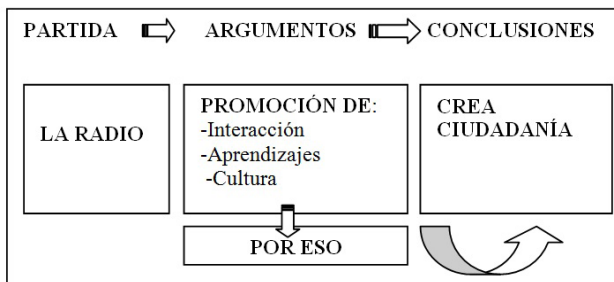 PARTIDA ARGUMENTOS CONCLUSIONES
LA RADIO
PROMOCIÓN DE:
-Interacción
-Aprendizajes
-Cultura
CREA
CIUDADANÍA
POR ESO